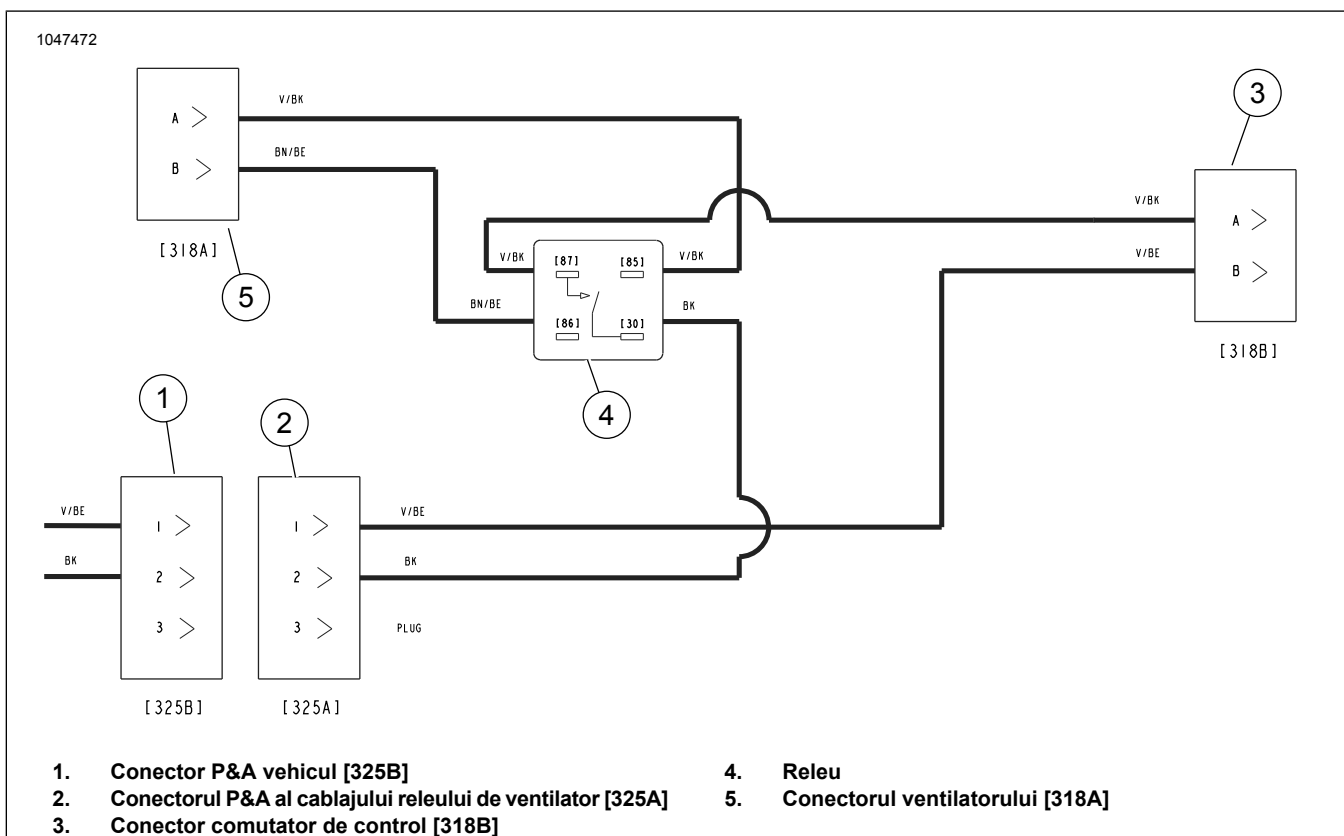 1047472
A
B
V/BK
BN/BE
[318A]
5
3
V/BK
V/BE
A
B
[318B]
V/BK
BN/BE
[87]
[85]
[86]
[30]
V/BK
BK
4
1
2
V/BE
BK
1
2
3
[325B]
1
2
3
[325A]
V/BE
BK
PLUG
1. Conector P&A vehicul [325B]
2. Conectorul P&A al cablajului releului de ventilator [325A]
3. Conector comutator de control [318B]
4. Releu
5. Conectorul ventilatorului [318A]